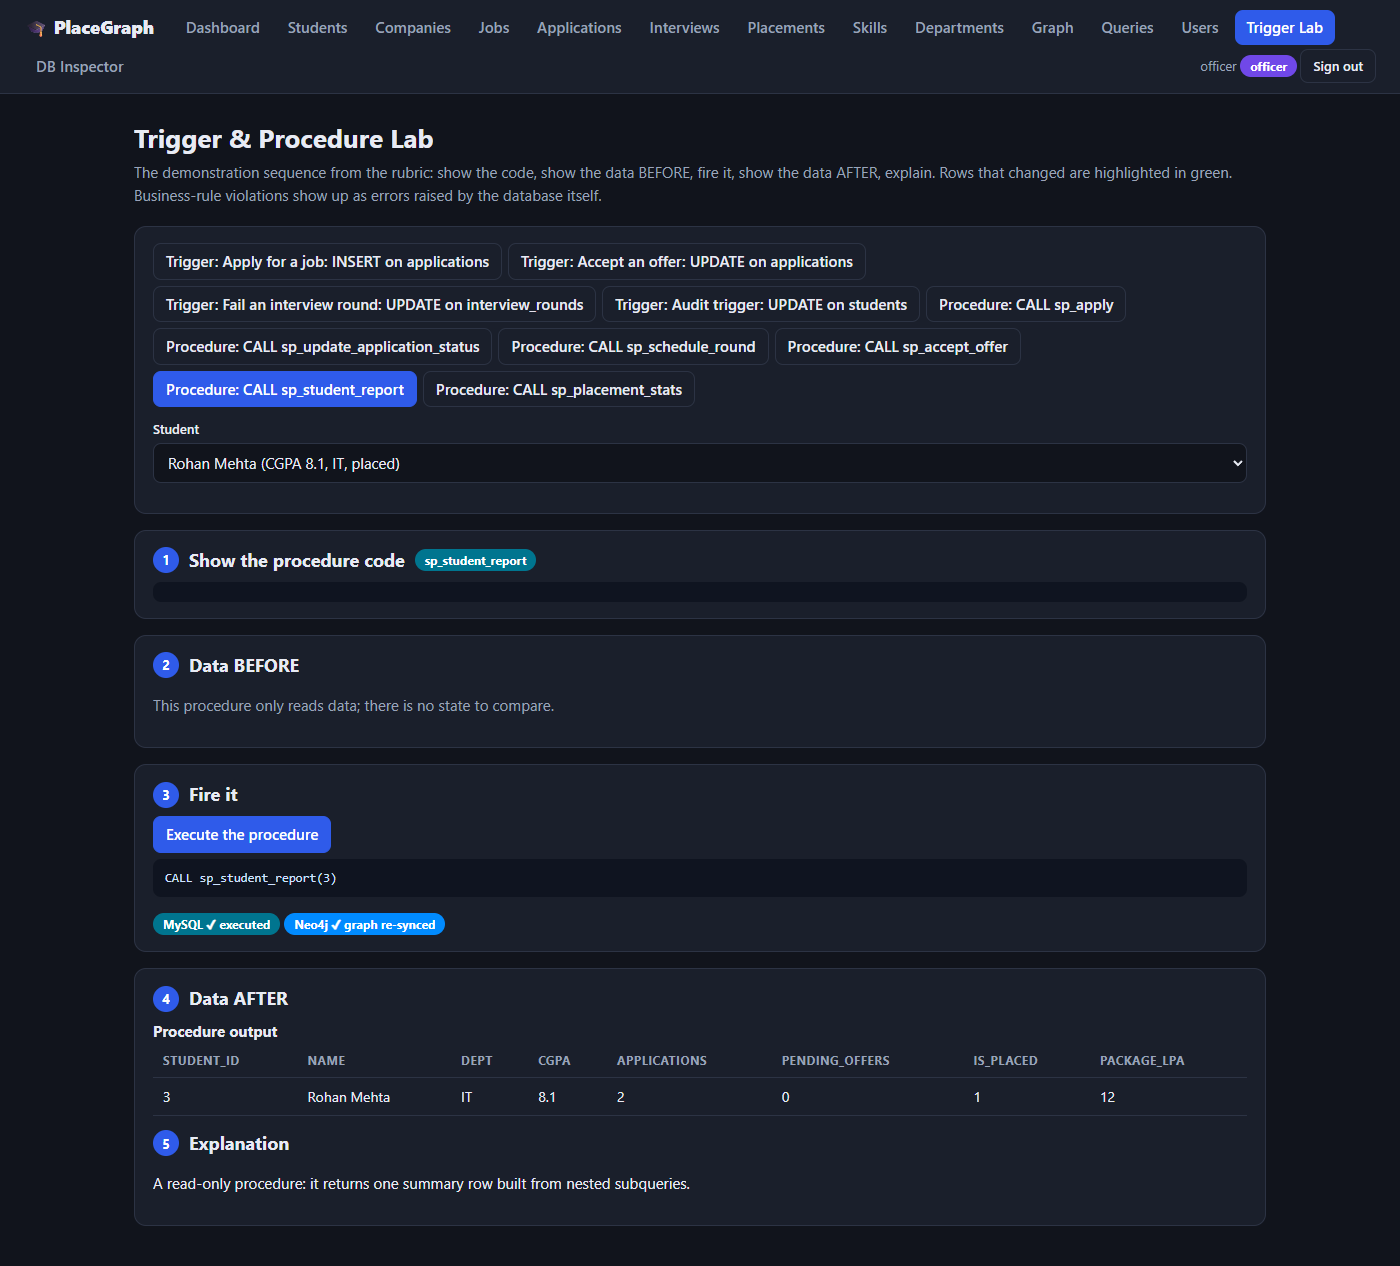 PlaceGraph Dashboard Students Companies Jobs Applications Interviews Placements Skills Departments Graph Queries Users Trigger Lab
DB Inspector officer officer Sign out
Trigger & Procedure Lab
The demonstration sequence from the rubric: show the code, show the data BEFORE, fire it, show the data AFTER, explain. Rows that changed are highlighted in green.
Business-rule violations show up as errors raised by the database itself.
Trigger: Apply for a job: INSERT on applications Trigger: Accept an offer: UPDATE on applications
Trigger: Fail an interview round: UPDATE on interview_rounds Trigger: Audit trigger: UPDATE on students Procedure: CALL sp_apply
Procedure: CALL sp_update_application_status Procedure: CALL sp_schedule_round Procedure: CALL sp_accept_offer
Procedure: CALL sp_student_report Procedure: CALL sp_placement_stats
Student
Rohan Mehta (CGPA 8.1, IT, placed)
1 Show the procedure code sp_student_report
2 Data BEFORE
This procedure only reads data; there is no state to compare.
3 Fire it
Execute the procedure
CALL sp_student_report(3)
MySQL ✓ executed Neo4j ✓ graph re-synced
4 Data AFTER
Procedure output
STUDENT_ID NAME DEPT CGPA APPLICATIONS PENDING_OFFERS IS_PLACED PACKAGE_LPA
3 Rohan Mehta IT 8.1 2 0 1 12
5 Explanation
A read-only procedure: it returns one summary row built from nested subqueries.